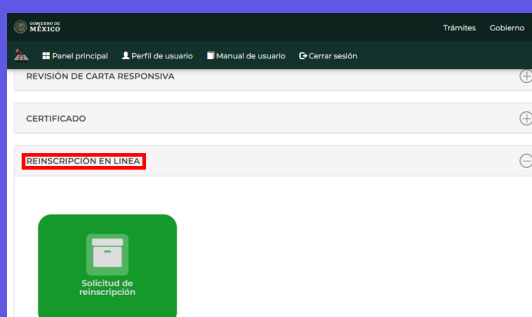 GOBIERNO DE
MÉXICO
Trámites Gobierno
Panel principal Perfil de usuario Manual de usuario Cerrar sesión
REVISIÓN DE CARTA RESPONSIVA
CERTIFICADO
REINSCRIPCIÓN EN LINEA
Solicitud de
reinscripción